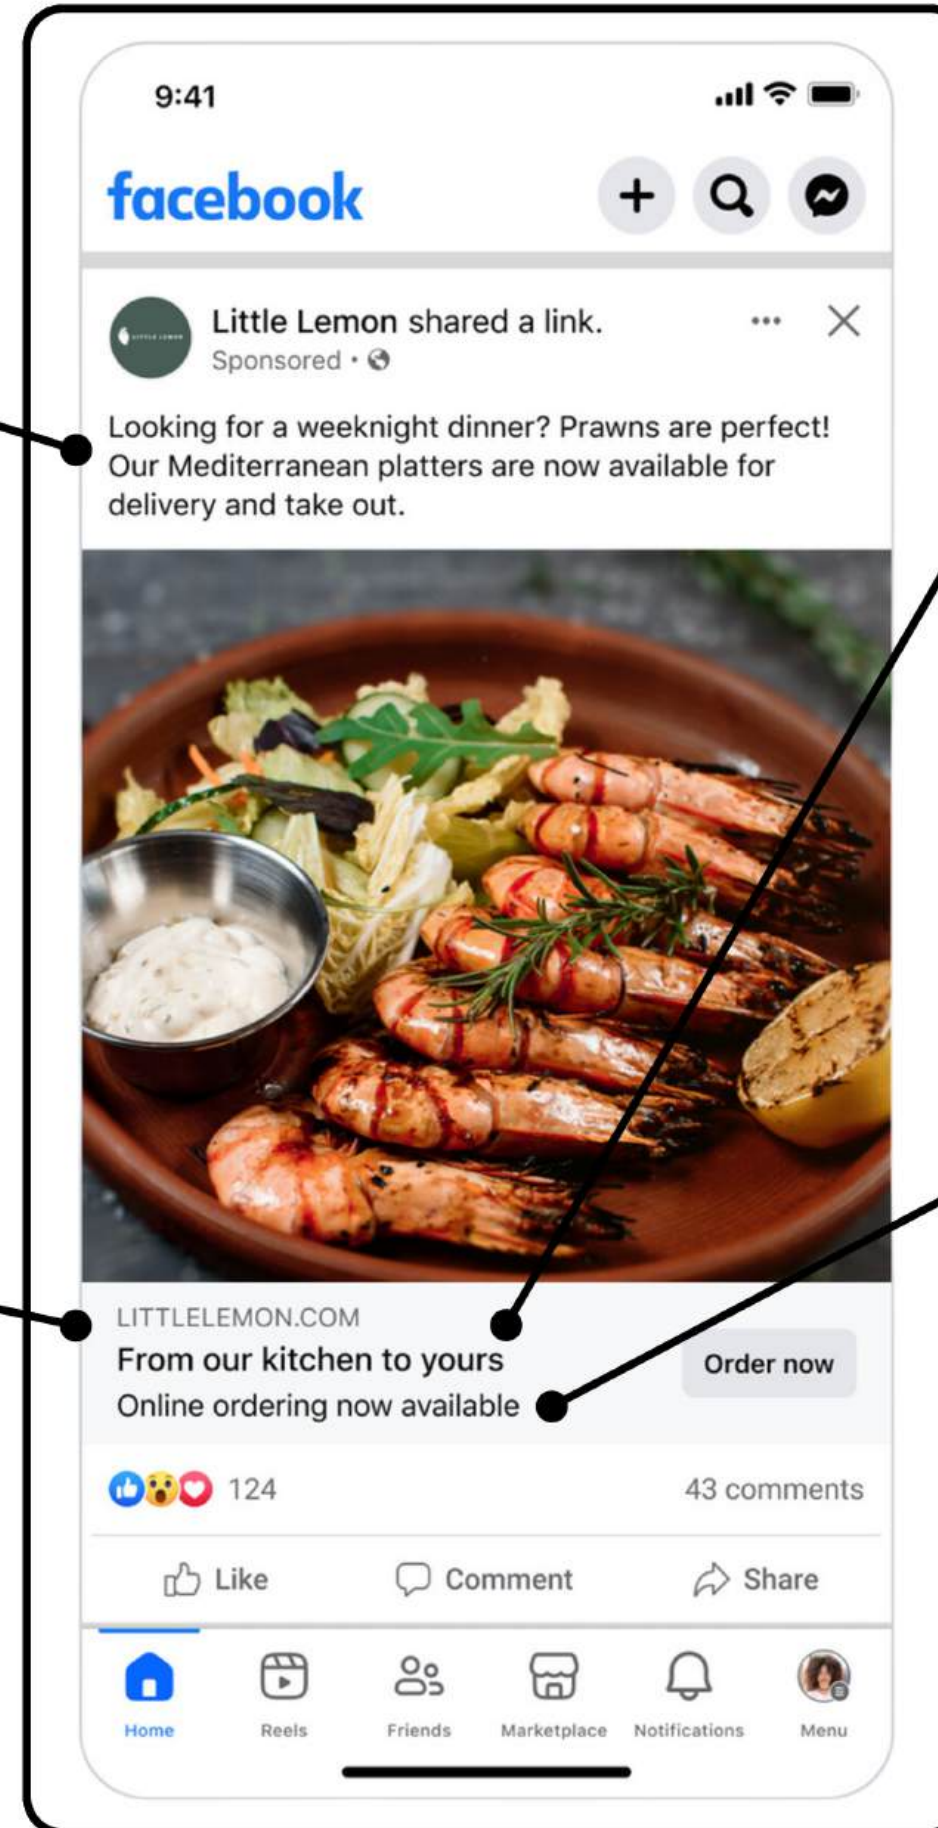 9:41
facebook
LITTLE LEMON
Little Lemon shared a link.
Sponsored •
Looking for a weeknight dinner? Prawns are perfect!
Our Mediterranean platters are now available for
delivery and take out.
LITTLELEMON.COM
From our kitchen to yours
Order now
Online ordering now available
124
43 comments
Like
Comment
Share
Home
Reels
Friends
Marketplace
Notifications
Menu